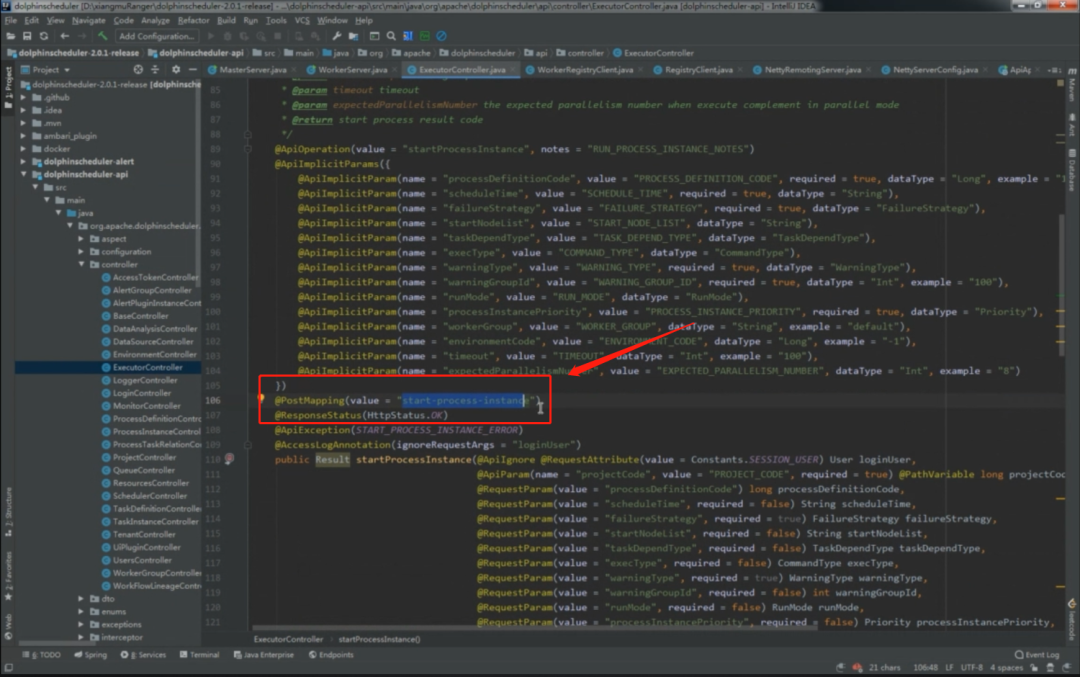 dolphinscheduler [D:\xiangmuRanger\dolphinscheduler-2.0.1-release] - ...\dolphinscheduler-api\src\main\java\org\apache\dolphinscheduler\api\controller\ExecutorController.java [dolphinscheduler-api] - IntelliJ IDEA
File Edit View Navigate Code Analyze Refactor Build Run Tools VCS Window Help
Add Configuration...
dolphinscheduler-2.0.1-release dolphinscheduler-api src main java org apache dolphinscheduler api controller ExecutorController
Project
MasterServer.java WorkerServer.java ExecutorController.java WorkerRegistryClient.java RegistryClient.java NettyRemotingServer.java NettyServerConfig.java
dolphinscheduler-2.0.1-release [dolphinsche
.github
.idea
.mvn
ambari_plugin
docker
dolphinscheduler-alert
dolphinscheduler-api
src
main
java
org.apache.dolphinscheduler.
aspect
configuration
controller
AccessTokenController
AlertGroupController
AlertPluginInstanceCont
BaseController
DataAnalysisController
DataSourceController
EnvironmentController
ExecutorController
LoggerController
LoginController
MonitorController
ProcessDefinitionContr
ProcessInstanceControl
ProcessTaskRelationCo
ProjectController
QueueController
ResourcesController
SchedulerController
TaskDefinitionControll
TaskInstanceController
TenantController
UiPluginController
UsersController
WorkerGroupControlle
WorkFlowLineageContr
dto
enums
exceptions
interceptor
85 * @param timeout timeout
86 * @param expectedParallelismNumber the expected parallelism number when execute complement in parallel mode
87 * @return start process result code
88 */
89 @ApiOperation(value = "startProcessInstance", notes = "RUN_PROCESS_INSTANCE_NOTES")
90 @ApiImplicitParams({
91 @ApiImplicitParam(name = "processDefinitionCode", value = "PROCESS_DEFINITION_CODE", required = true, dataType = "Long", example = "1
92 @ApiImplicitParam(name = "scheduleTime", value = "SCHEDULE_TIME", required = true, dataType = "String"),
93 @ApiImplicitParam(name = "failureStrategy", value = "FAILURE_STRATEGY", required = true, dataType = "FailureStrategy"),
94 @ApiImplicitParam(name = "startNodeList", value = "START_NODE_LIST", dataType = "String"),
95 @ApiImplicitParam(name = "taskDependType", value = "TASK_DEPEND_TYPE", dataType = "TaskDependType"),
96 @ApiImplicitParam(name = "execType", value = "COMMAND_TYPE", dataType = "CommandType"),
97 @ApiImplicitParam(name = "warningType", value = "WARNING_TYPE", required = true, dataType = "WarningType"),
98 @ApiImplicitParam(name = "warningGroupId", value = "WARNING_GROUP_ID", required = true, dataType = "Int", example = "100"),
99 @ApiImplicitParam(name = "runMode", value = "RUN_MODE", dataType = "RunMode"),
100 @ApiImplicitParam(name = "processInstancePriority", value = "PROCESS_INSTANCE_PRIORITY", required = true, dataType = "Priority"),
101 @ApiImplicitParam(name = "workerGroup", value = "WORKER_GROUP", dataType = "String", example = "default"),
102 @ApiImplicitParam(name = "environmentCode", value = "ENVIRONMENT_CODE", dataType = "Long", example = "-1"),
103 @ApiImplicitParam(name = "timeout", value = "TIMEOUT", dataType = "Int", example = "100"),
104 @ApiImplicitParam(name = "expectedParallelismNumber", value = "EXPECTED_PARALLELISM_NUMBER", dataType = "Int", example = "8")
105 })
106 @PostMapping(value = "start-process-instance")
107 @ResponseStatus(HttpStatus.OK)
108 @ApiException(START_PROCESS_INSTANCE_ERROR)
109 @AccessLogAnnotation(ignoreRequestArgs = "loginUser")
110 public Result startProcessInstance(@ApiIgnore @RequestAttribute(value = Constants.SESSION_USER) User loginUser,
111 @ApiParam(name = "projectCode", value = "PROJECT_CODE", required = true) @PathVariable long projectCod
112 @RequestParam(value = "processDefinitionCode") long processDefinitionCode,
113 @RequestParam(value = "scheduleTime", required = false) String scheduleTime,
114 @RequestParam(value = "failureStrategy", required = true) FailureStrategy failureStrategy,
115 @RequestParam(value = "startNodeList", required = false) String startNodeList,
116 @RequestParam(value = "taskDependType", required = false) TaskDependType taskDependType,
117 @RequestParam(value = "execType", required = false) CommandType execType,
118 @RequestParam(value = "warningType", required = true) WarningType warningType,
119 @RequestParam(value = "warningGroupId", required = false) int warningGroupId,
120 @RequestParam(value = "runMode", required = false) RunMode runMode,
121 @RequestParam(value = "processInstancePriority", required = false) Priority processInstancePriority,
ExecutorController startProcessInstance()
6: TODO Spring 8: Services Terminal Java Enterprise Endpoints Event Log
21 chars 106:48 LF UTF-8 4 spaces
1: Project
7: Structure
2: Favorites
Web
Maven
Ant
Database
leetcode